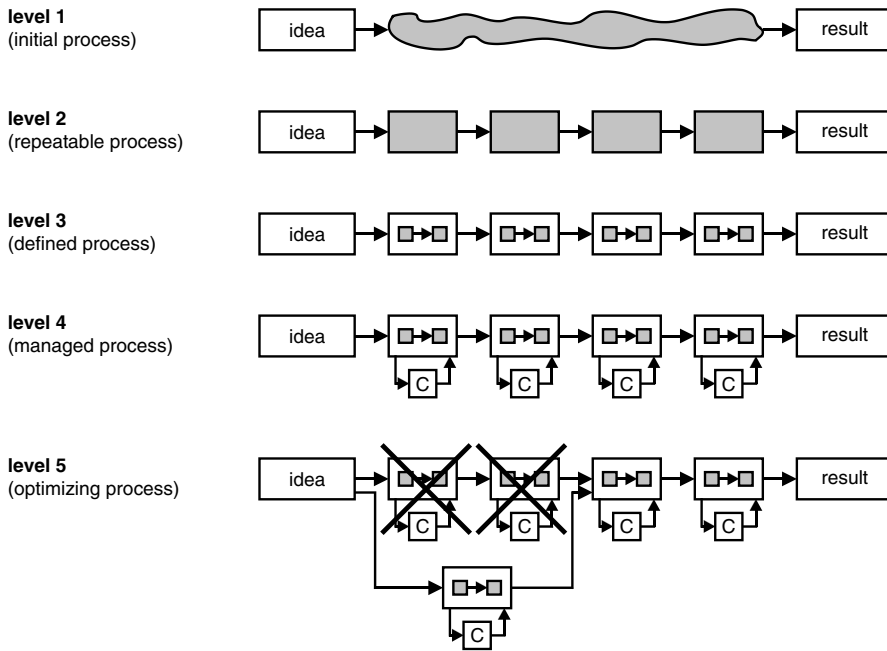 level 1
(initial process)
idea
result
level 2
(repeatable process)
idea
result
level 3
(defined process)
idea
result
level 4
(managed process)
idea
result
C
C
C
C
level 5
(optimizing process)
idea
result
C
C
C
C
C